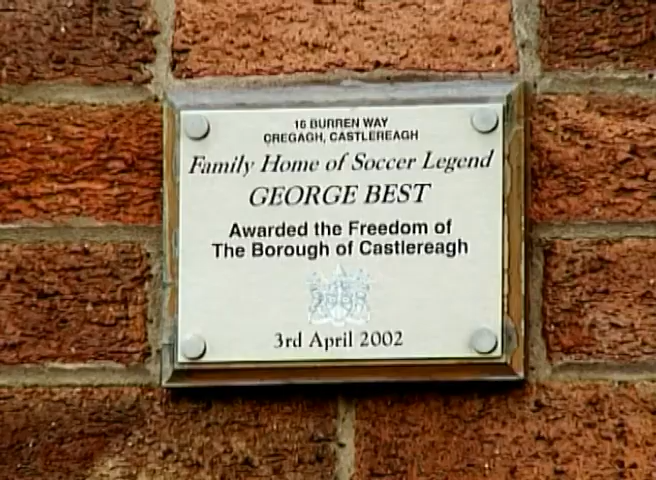 16 BURREN WAY
CREGAGH, CASTLEREAGH
Family Home of Soccer Legend
GEORGE BEST
Awarded the Freedom of
The Borough of Castlereagh
3rd April 2002